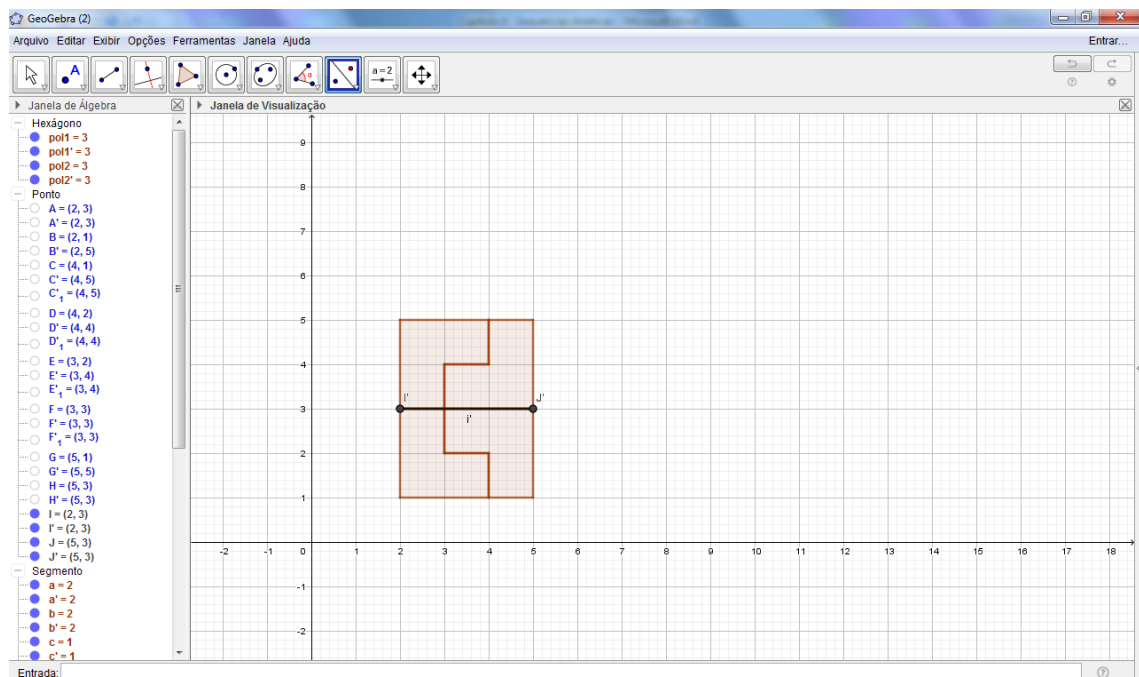 GeoGebra (2)
Arquivo Editar Exibir Opções Ferramentas Janela Ajuda
Entrar...
A
α
a=2
Janela de Álgebra
Janela de Visualização
Hexágono
pol1 = 3
pol1' = 3
pol2 = 3
pol2' = 3
Ponto
A = (2, 3)
A' = (2, 3)
B = (2, 1)
B' = (2, 5)
C = (4, 1)
C' = (4, 5)
C'1 = (4, 5)
D = (4, 2)
D' = (4, 4)
D'1 = (4, 4)
E = (3, 2)
E' = (3, 4)
E'1 = (3, 4)
F = (3, 3)
F' = (3, 3)
F'1 = (3, 3)
G = (5, 1)
G' = (5, 5)
H = (5, 3)
H' = (5, 3)
I = (2, 3)
I' = (2, 3)
J = (5, 3)
J' = (5, 3)
Segmento
a = 2
a' = 2
b = 2
b' = 2
c = 1
c' = 1
9
8
7
6
5
4
3
2
1
-1
-2
I'
J'
i'
-2 -1 0 1 2 3 4 5 6 7 8 9 10 11 12 13 14 15 16 17 18
Entrada: